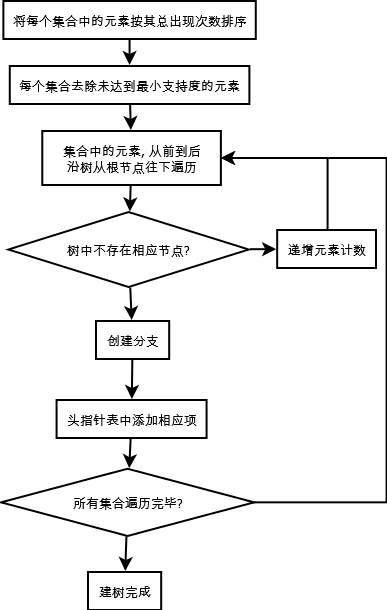 将每个集合中的元素按其总出现次数排序
每个集合去除未达到最小支持度的元素
集合中的元素, 从前到后
沿树从根节点往下遍历
树中不存在相应节点?
递增元素计数
创建分支
头指针表中添加相应项
所有集合遍历完毕?
建树完成